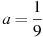 a = 1/9